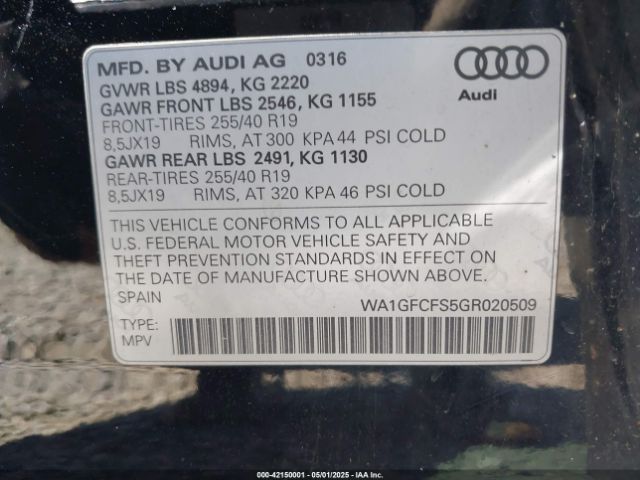 MFD. BY AUDI AG 0316
GVWR LBS 4894, KG 2220
GAWR FRONT LBS 2546, KG 1155
FRONT-TIRES 255/40 R19
8,5JX19 RIMS, AT 300 KPA 44 PSI COLD
GAWR REAR LBS 2491, KG 1130
REAR-TIRES 255/40 R19
8,5JX19 RIMS, AT 320 KPA 46 PSI COLD
Audi
THIS VEHICLE CONFORMS TO ALL APPLICABLE
U.S. FEDERAL MOTOR VEHICLE SAFETY AND
THEFT PREVENTION STANDARDS IN EFFECT ON
THE DATE OF MANUFACTURE SHOWN ABOVE.
SPAIN
WA1GFCFS5GR020509
TYPE:
MPV
000-42150001 - 05/01/2025 - IAAI.COM